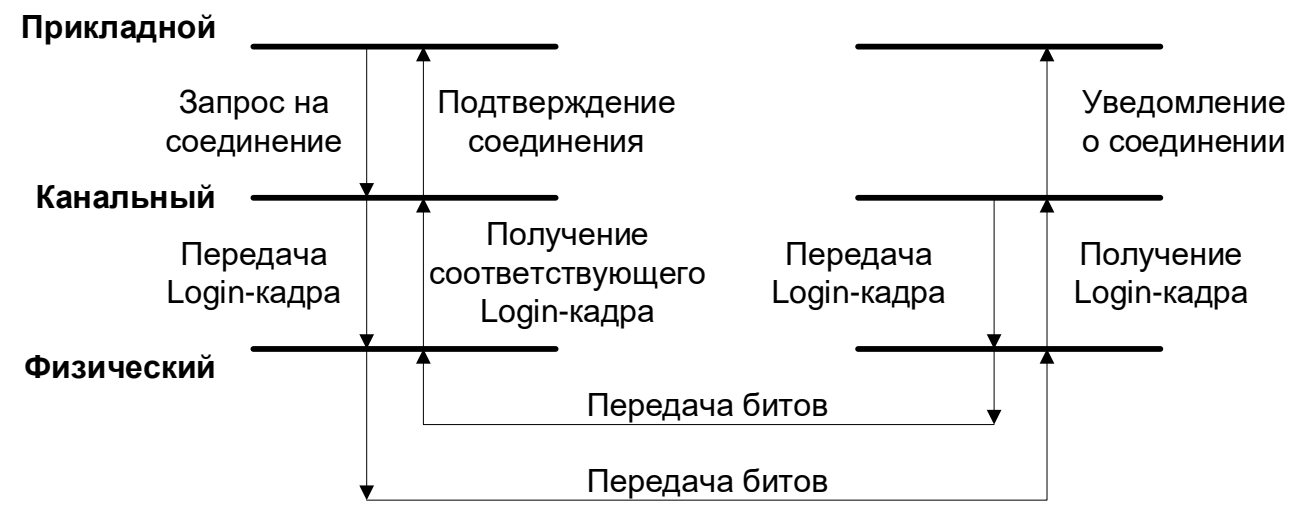 Прикладной
Запрос на
соединение
Подтверждение
соединения
Уведомление
о соединении
Канальный
Передача
Login-кадра
Получение
соответствующего
Login-кадра
Передача
Login-кадра
Получение
Login-кадра
Физический
Передача битов
Передача битов